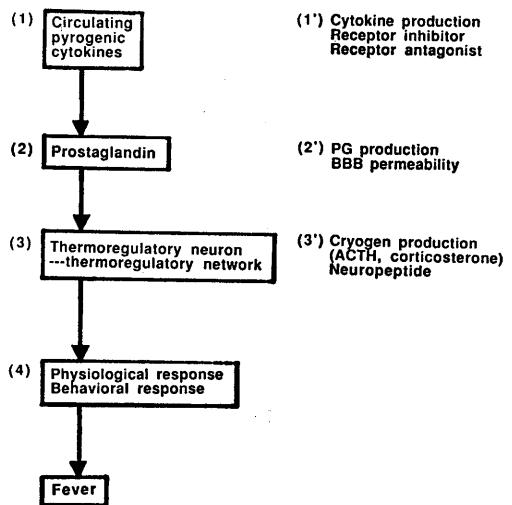 (1) Circulating
pyrogenic
cytokines
(1') Cytokine production
Receptor inhibitor
Receptor antagonist
(2) Prostaglandin
(2') PG production
BBB permeability
(3) Thermoregulatory neuron
---thermoregulatory network
(3') Cryogen production
(ACTH, corticosterone)
Neuropeptide
(4) Physiological response
Behavioral response
Fever